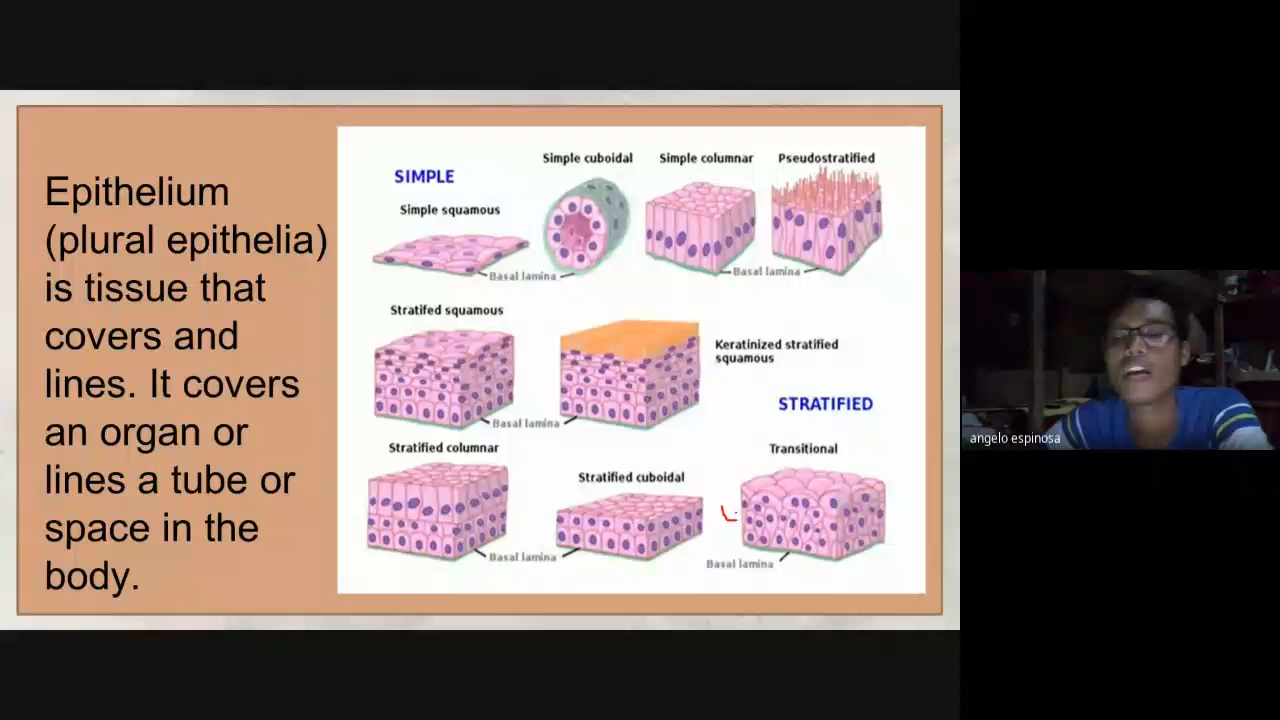 Epithelium
(plural epithelia)
is tissue that
covers and
lines. It covers
an organ or
lines a tube or
space in the
body.
SIMPLE
Simple squamous
Simple cuboidal
Simple columnar
Pseudostratified
Basal lamina
Basal lamina
Stratifed squamous
Keratinized stratified
squamous
Basal lamina
STRATIFIED
Stratified columnar
Stratified cuboidal
Transitional
Basal lamina
Basal lamina
angelo espinosa